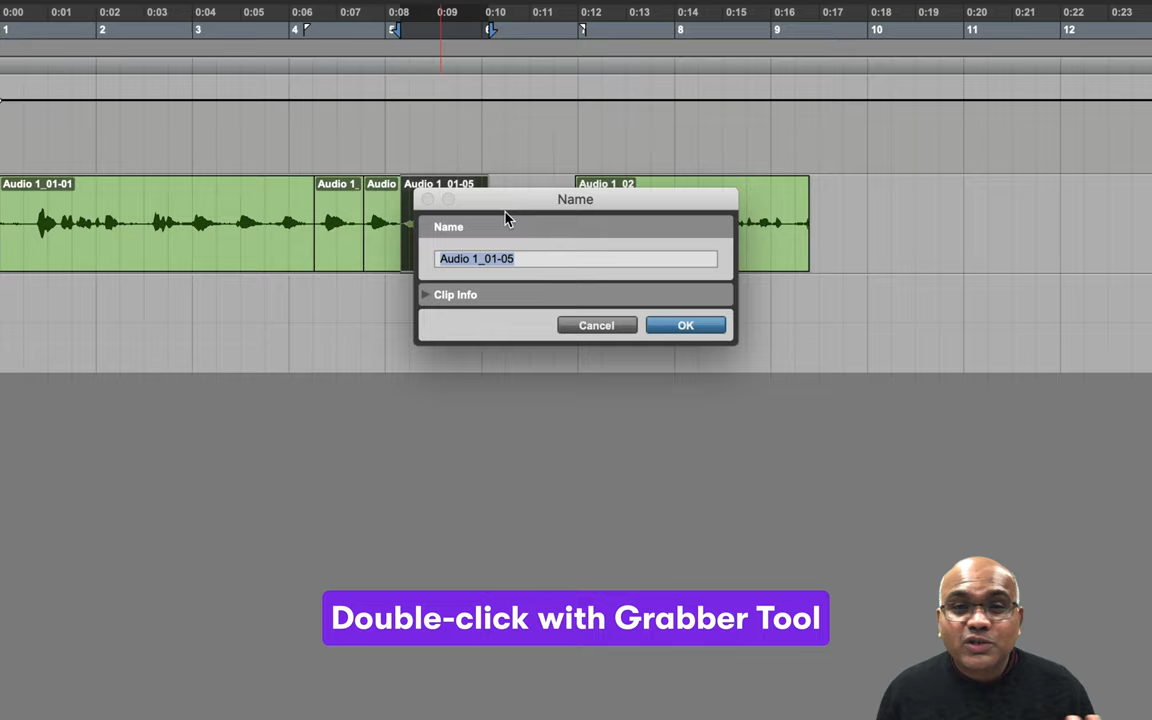 0:00 0:01 0:02 0:03 0:04 0:05 0:06 0:07 0:08 0:09 0:10 0:11 0:12 0:13 0:14 0:15 0:16 0:17 0:18 0:19 0:20 0:21 0:22 0:23
1 2 3 4 5 6 7 8 9 10 11 12
Audio 1_01-01 Audio 1_ Audio Audio 1_01-05 Audio 1_02
Name
Name
Audio 1_01-05
Clip Info
Cancel OK
Double-click with Grabber Tool